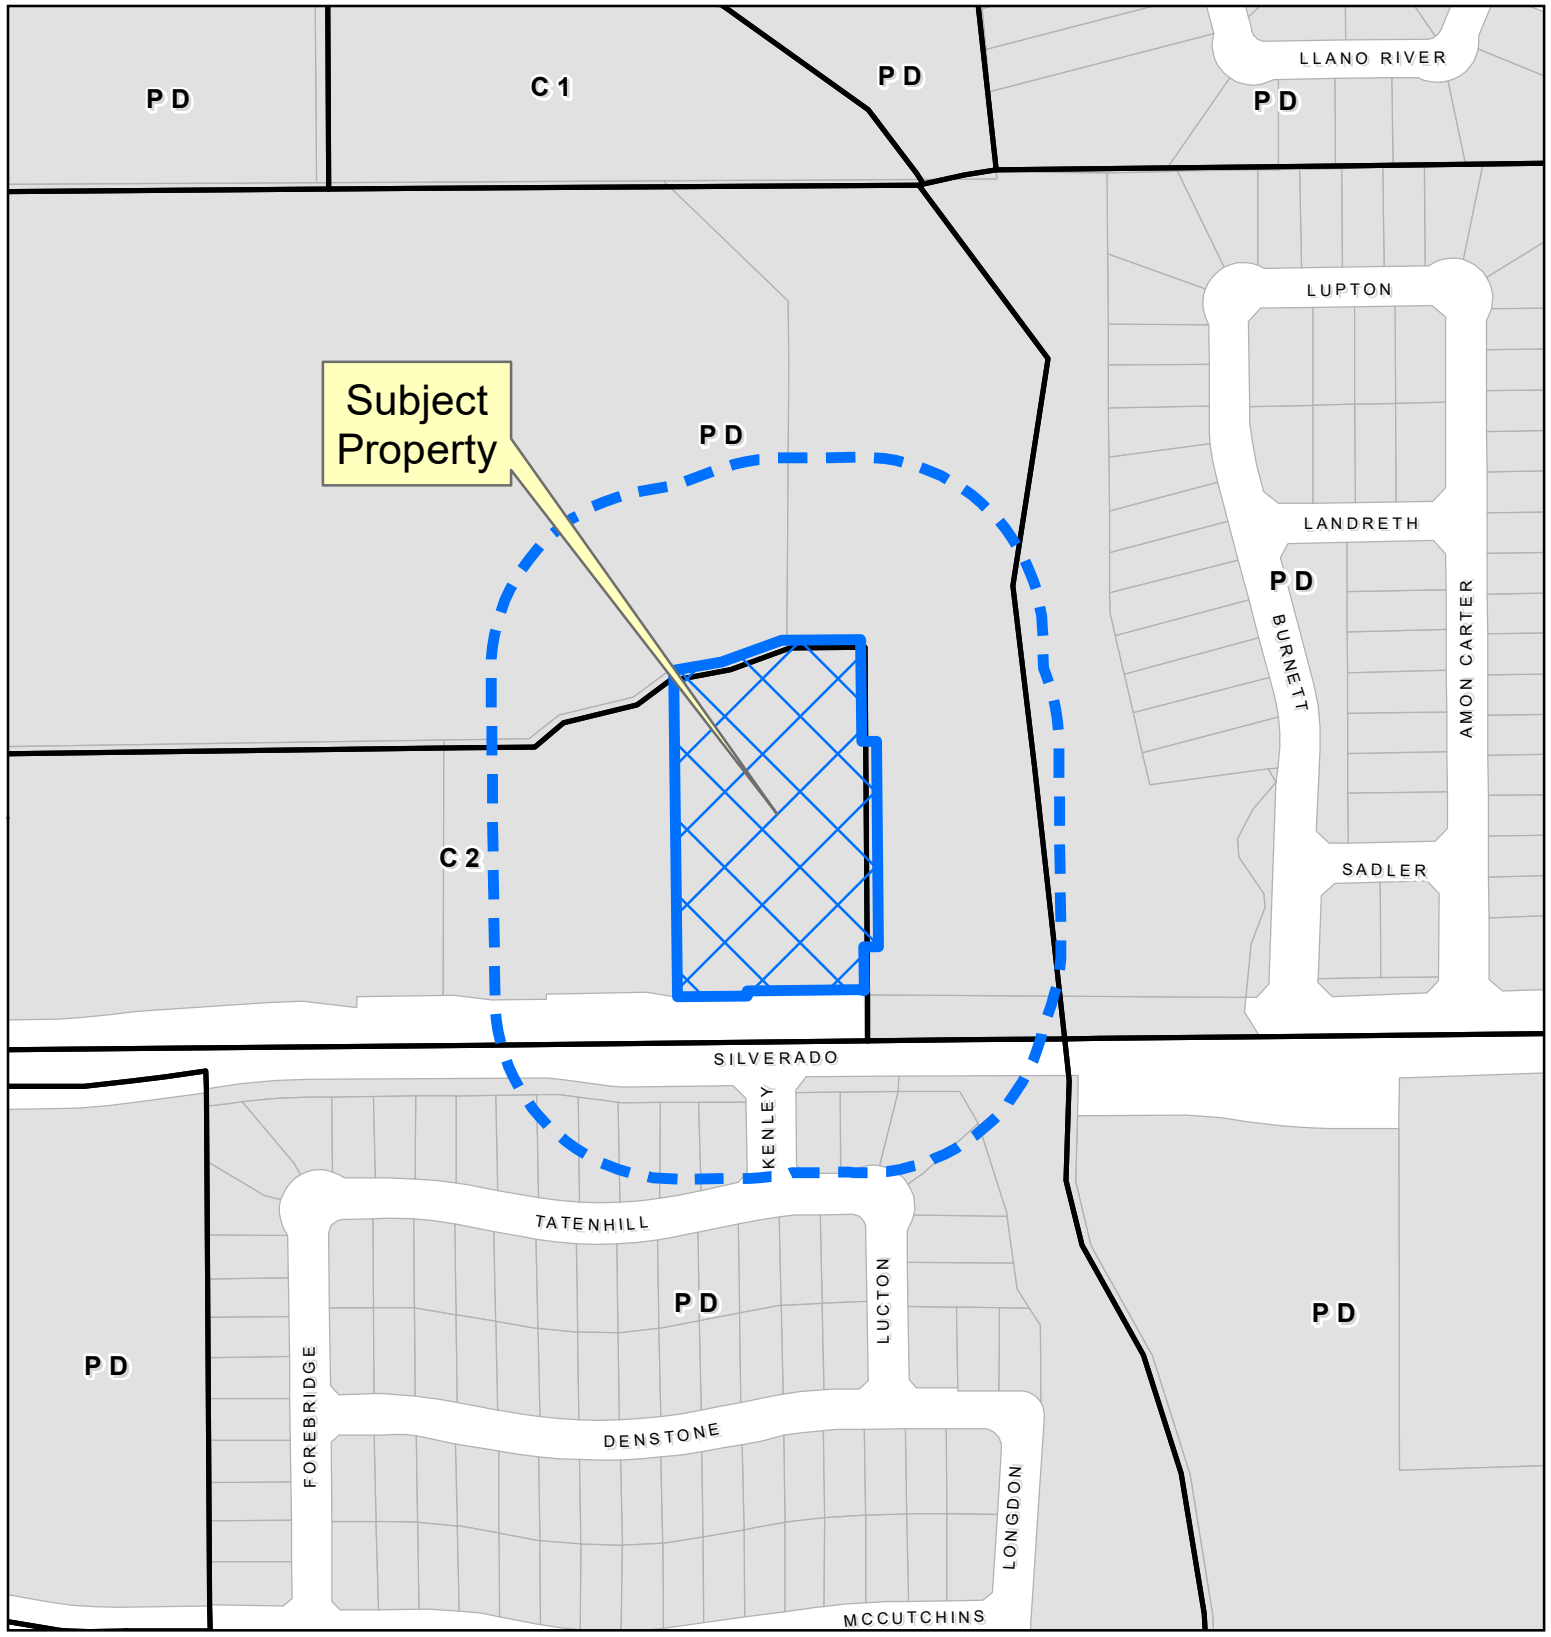 LLANO RIVER
PD
C1
PD
PD
LUPTON
Subject
Property
PD
LANDRETH
PD
BURNETT
AMON CARTER
C2
SADLER
SILVERADO
KENLEY
TATENHILL
LUCTON
PD
PD
PD
FOREBRIDGE
DENSTONE
LONGDON
MCCUTCHINS